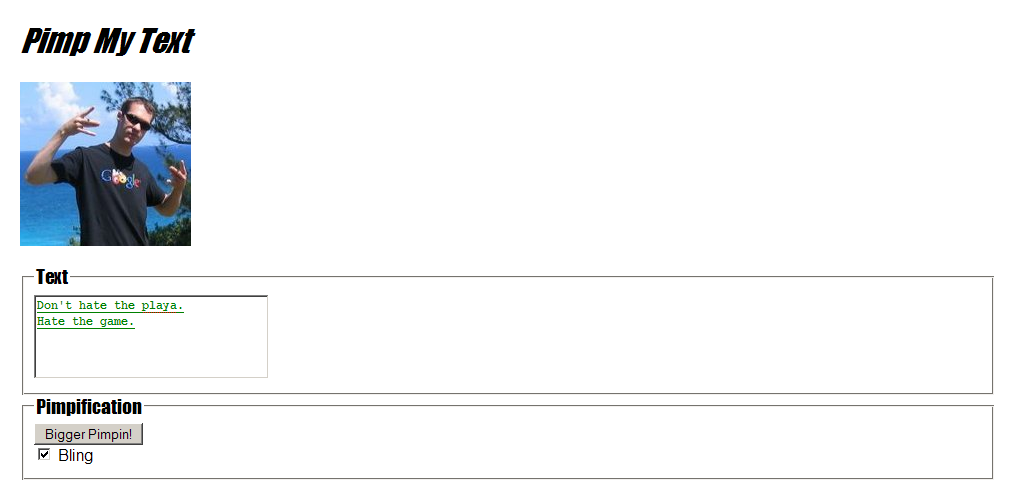 Pimp My Text
Google
Text
Don't hate the playa.
Hate the game.
Pimpification
Bigger Pimpin!
Bling